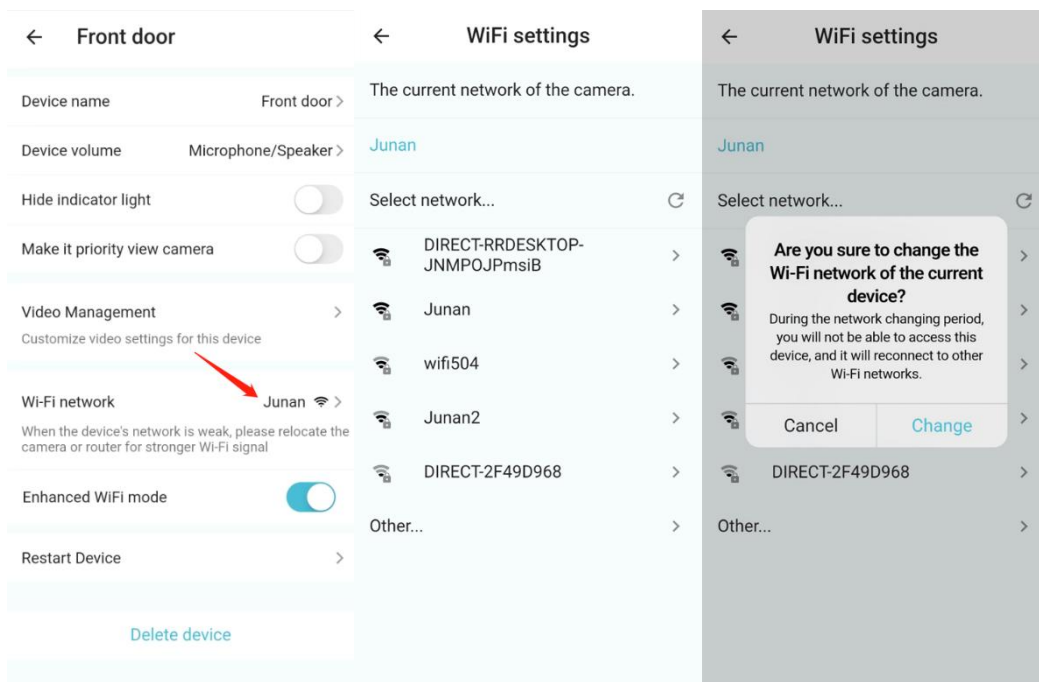 Front door
Device name Front door
Device volume Microphone/Speaker
Hide indicator light
Make it priority view camera
Video Management
Customize video settings for this device
Wi-Fi network Junan
When the device's network is weak, please relocate the
camera or router for stronger Wi-Fi signal
Enhanced WiFi mode
Restart Device
Delete device
WiFi settings
The current network of the camera.
Junan
Select network...
DIRECT-RRDESKTOP-
JNMPOJPmsiB
Junan
wifi504
Junan2
DIRECT-2F49D968
Other...
WiFi settings
The current network of the camera.
Junan
Select network...
Are you sure to change the
Wi-Fi network of the current
device?
During the network changing period,
you will not be able to access this
device, and it will reconnect to other
Wi-Fi networks.
Cancel Change
DIRECT-2F49D968
Other...